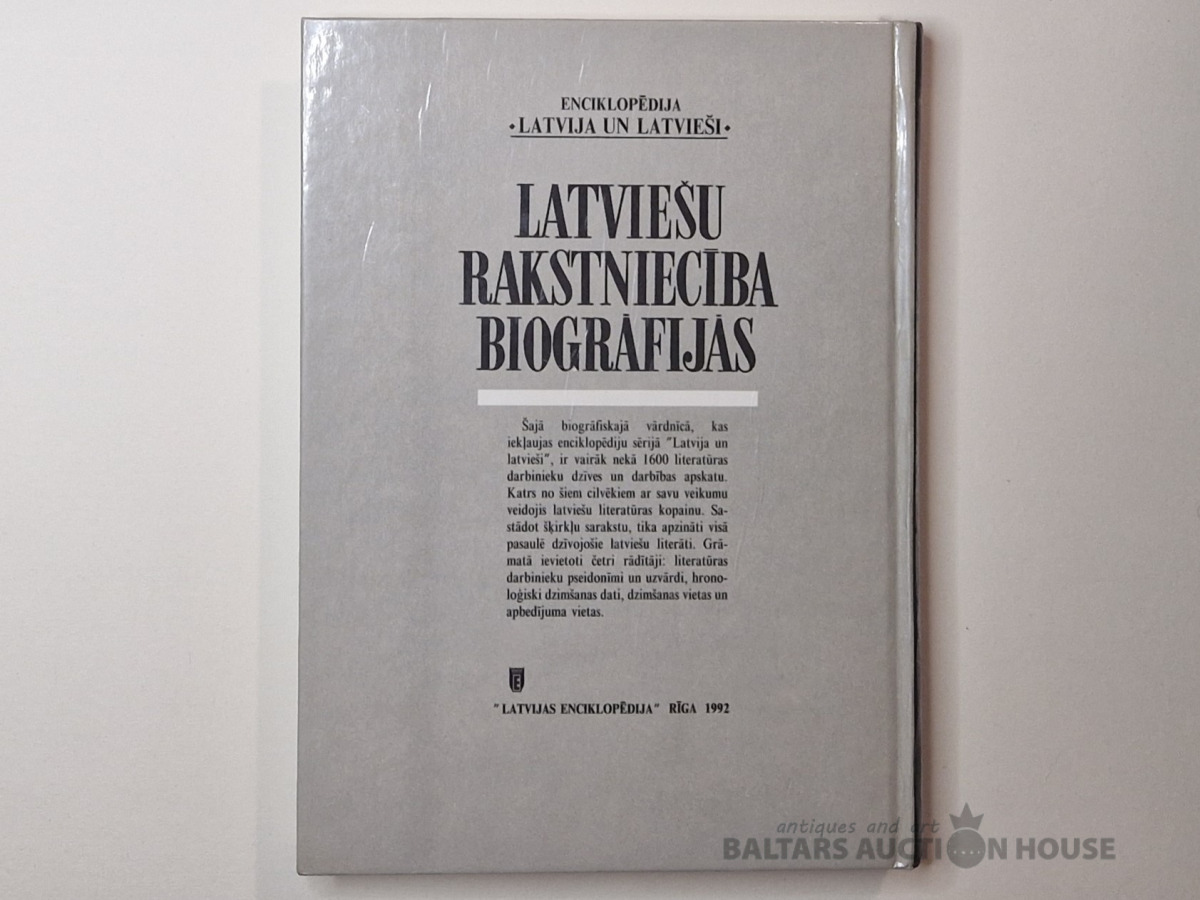 ENCIKLOPĒDIJA
•LATVIJA UN LATVIEŠI•
LATVIEŠU
RAKSTNIECĪBA
BIOGRĀFIJĀS
Šajā biogrāfiskajā vārdnīcā, kas
iekļaujas enciklopēdiju sērijā "Latvija un
latvieši", ir vairāk nekā 1600 literatūras
darbinieku dzīves un darbības apskatu.
Katrs no šiem cilvēkiem ar savu veikumu
veidojis latviešu literatūras kopainu. Sa-
stādot šķirkļu sarakstu, tika apzināti visā
pasaulē dzīvojošie latviešu literāti. Grā-
matā ievietoti četri rādītāji: literatūras
darbinieku pseidonīmi un uzvārdi, hrono-
loģiski dzimšanas dati, dzimšanas vietas un
apbedījuma vietas.
E
"LATVIJAS ENCIKLOPĒDIJA" RĪGA 1992
antiques and art
BALTARS AUCTION HOUSE